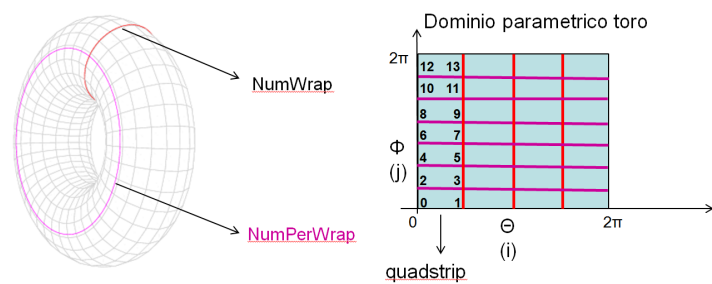 Dominio parametrico toro
NumWrap
NumPerWrap
2π
12 13
10 11
8 9
6 7
4 5
2 3
0 1
Φ
(j)
0
Θ
(i)
2π
quadstrip